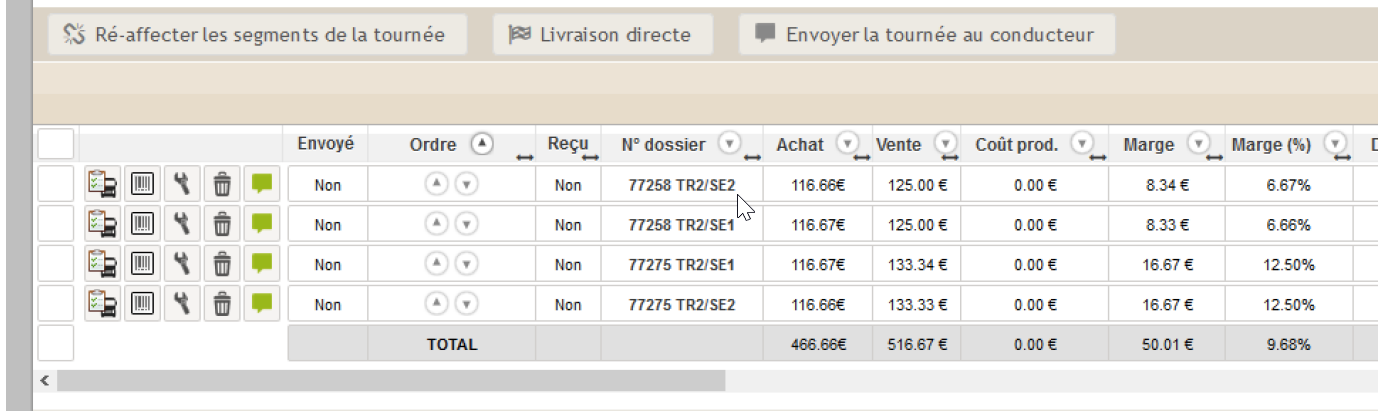 Ré-affecter les segments de la tournée Livraison directe Envoyer la tournée au conducteur
Envoyé Ordre Reçu N° dossier Achat Vente Coût prod. Marge Marge (%) D
Non Non 77258 TR2/SE2 116.66€ 125.00 € 0.00 € 8.34 € 6.67%
Non Non 77258 TR2/SE1 116.67€ 125.00 € 0.00 € 8.33 € 6.66%
Non Non 77275 TR2/SE1 116.67€ 133.34 € 0.00 € 16.67 € 12.50%
Non Non 77275 TR2/SE2 116.66€ 133.33 € 0.00 € 16.67 € 12.50%
TOTAL 466.66€ 516.67 € 0.00 € 50.01 € 9.68%